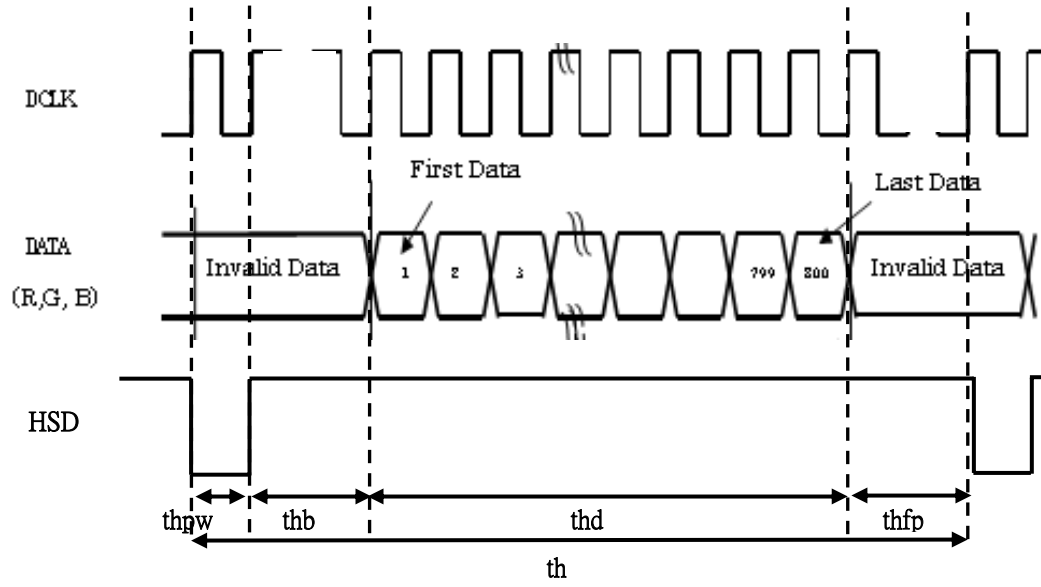 DCLK
First Data
Last Data
DATA
(R,G, B)
Invalid Data
1
2
3
799
800
Invalid Data
HSD
thpw
thb
thd
thfp
th